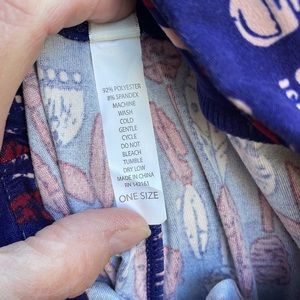 92% POLYESTER
8% SPANDEX
MACHINE
WASH
COLD
GENTLE
CYCLE
DO NOT
BLEACH
TUMBLE
DRY LOW
MADE IN CHINA
RN 142161
ONE SIZE